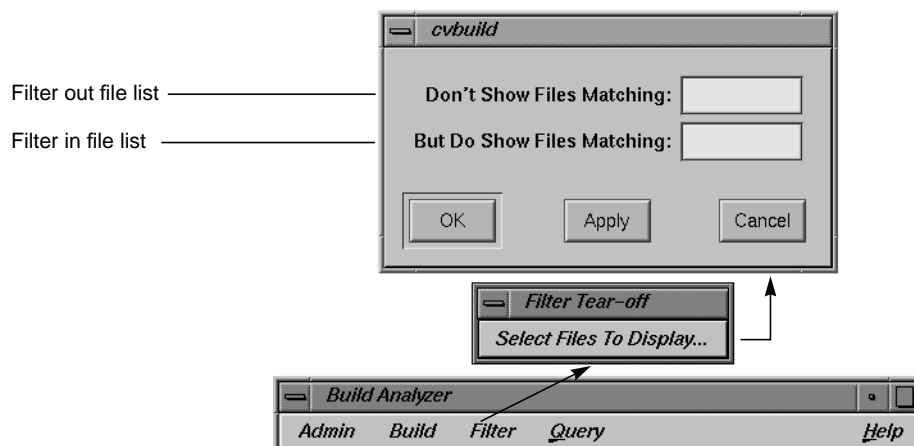 cvbuild
Filter out file list
Don't Show Files Matching:
Filter in file list
But Do Show Files Matching:
OK Apply Cancel
Filter Tear-off
Select Files To Display...
Build Analyzer
Admin Build Filter Query Help